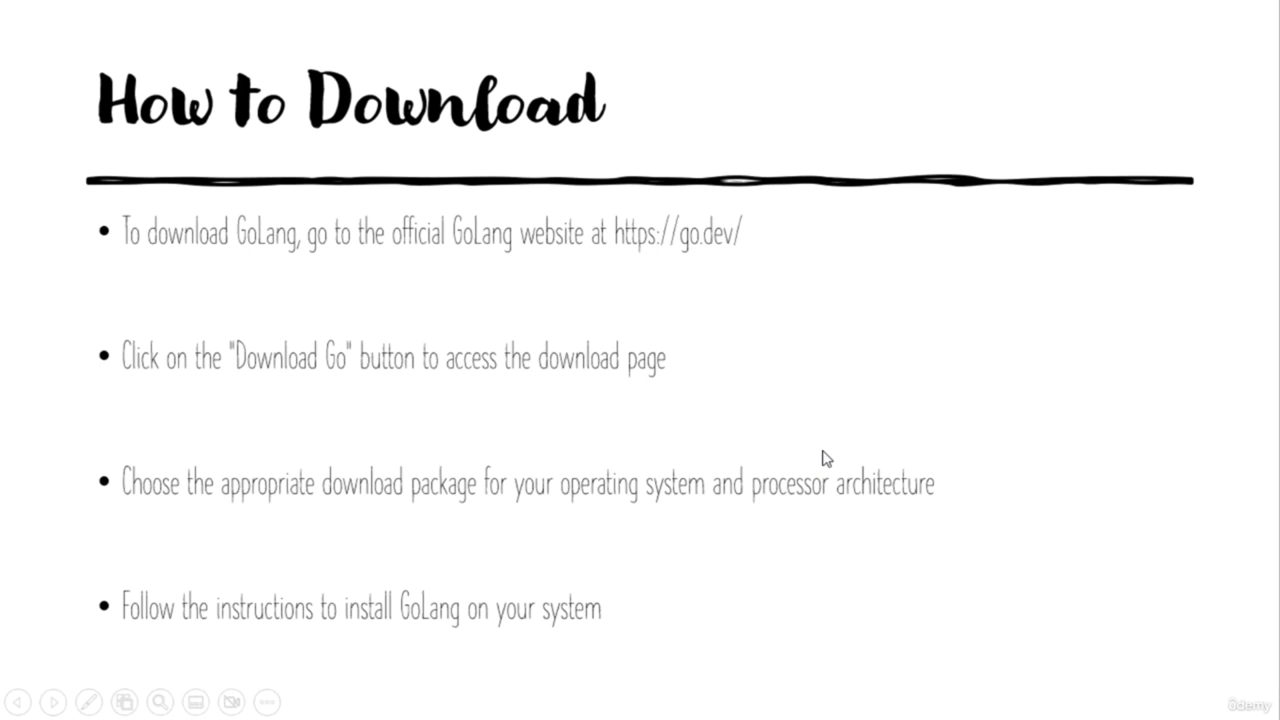 How to Download
• To download GoLang, go to the official GoLang website at https://go.dev/
• Click on the "Download Go" button to access the download page
• Choose the appropriate download package for your operating system and processor architecture
• Follow the instructions to install GoLang on your system
ûdemy